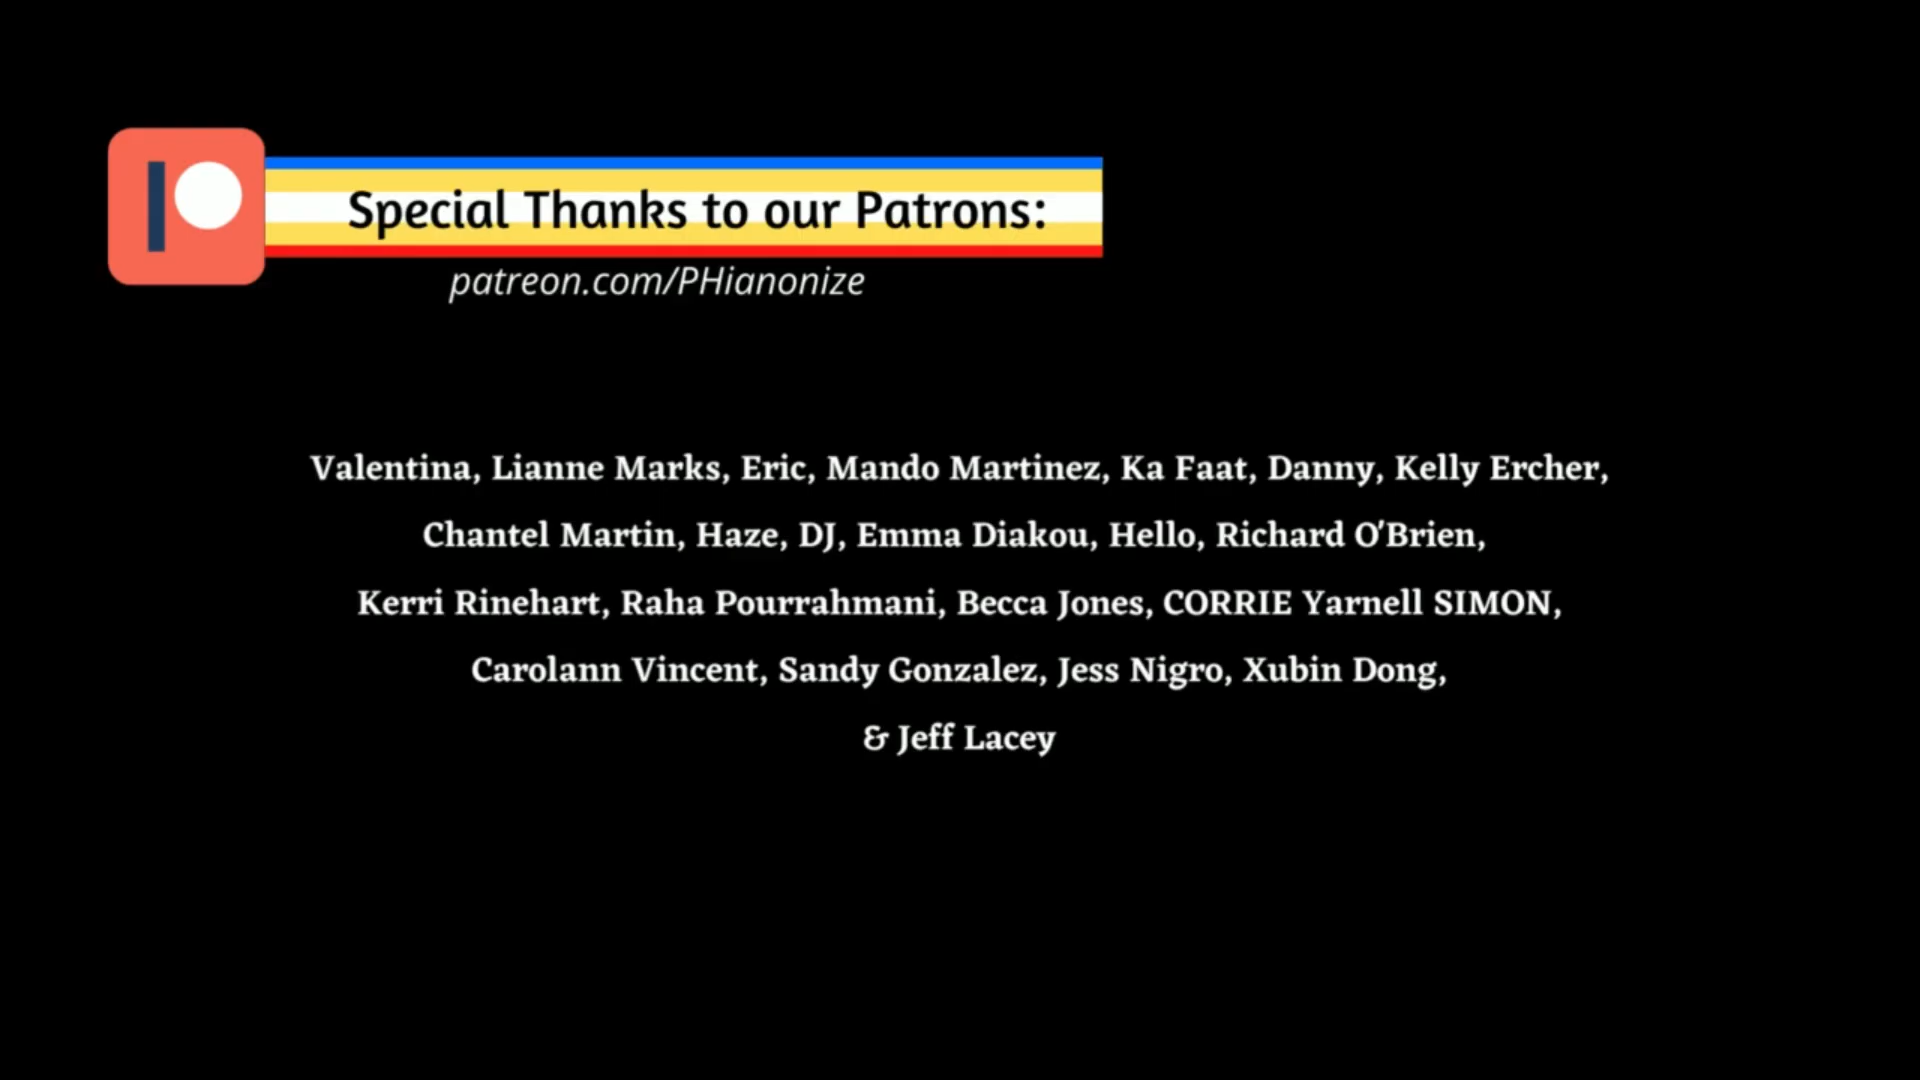 Special Thanks to our Patrons:
patreon.com/PHianonize
Valentina, Lianne Marks, Eric, Mando Martinez, Ka Faat, Danny, Kelly Ercher,
Chantel Martin, Haze, DJ, Emma Diakou, Hello, Richard O'Brien,
Kerri Rinehart, Raha Pourrahmani, Becca Jones, CORRIE Yarnell SIMON,
Carolann Vincent, Sandy Gonzalez, Jess Nigro, Xubin Dong,
& Jeff Lacey